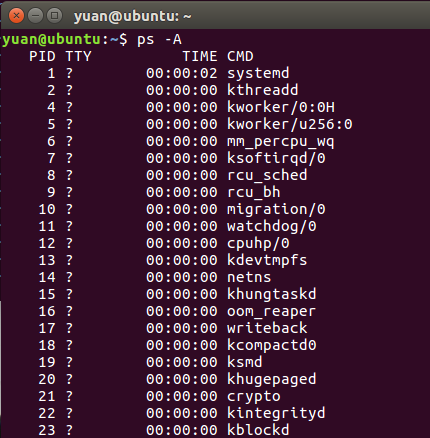 yuan@ubuntu: ~
yuan@ubuntu:~$ ps -A
PID TTY TIME CMD
1 ? 00:00:02 systemd
2 ? 00:00:00 kthreadd
4 ? 00:00:00 kworker/0:0H
5 ? 00:00:00 kworker/u256:0
6 ? 00:00:00 mm_percpu_wq
7 ? 00:00:00 ksoftirqd/0
8 ? 00:00:00 rcu_sched
9 ? 00:00:00 rcu_bh
10 ? 00:00:00 migration/0
11 ? 00:00:00 watchdog/0
12 ? 00:00:00 cpuhp/0
13 ? 00:00:00 kdevtmpfs
14 ? 00:00:00 netns
15 ? 00:00:00 khungtaskd
16 ? 00:00:00 oom_reaper
17 ? 00:00:00 writeback
18 ? 00:00:00 kcompactd0
19 ? 00:00:00 ksmd
20 ? 00:00:00 khugepaged
21 ? 00:00:00 crypto
22 ? 00:00:00 kintegrityd
23 ? 00:00:00 kblockd